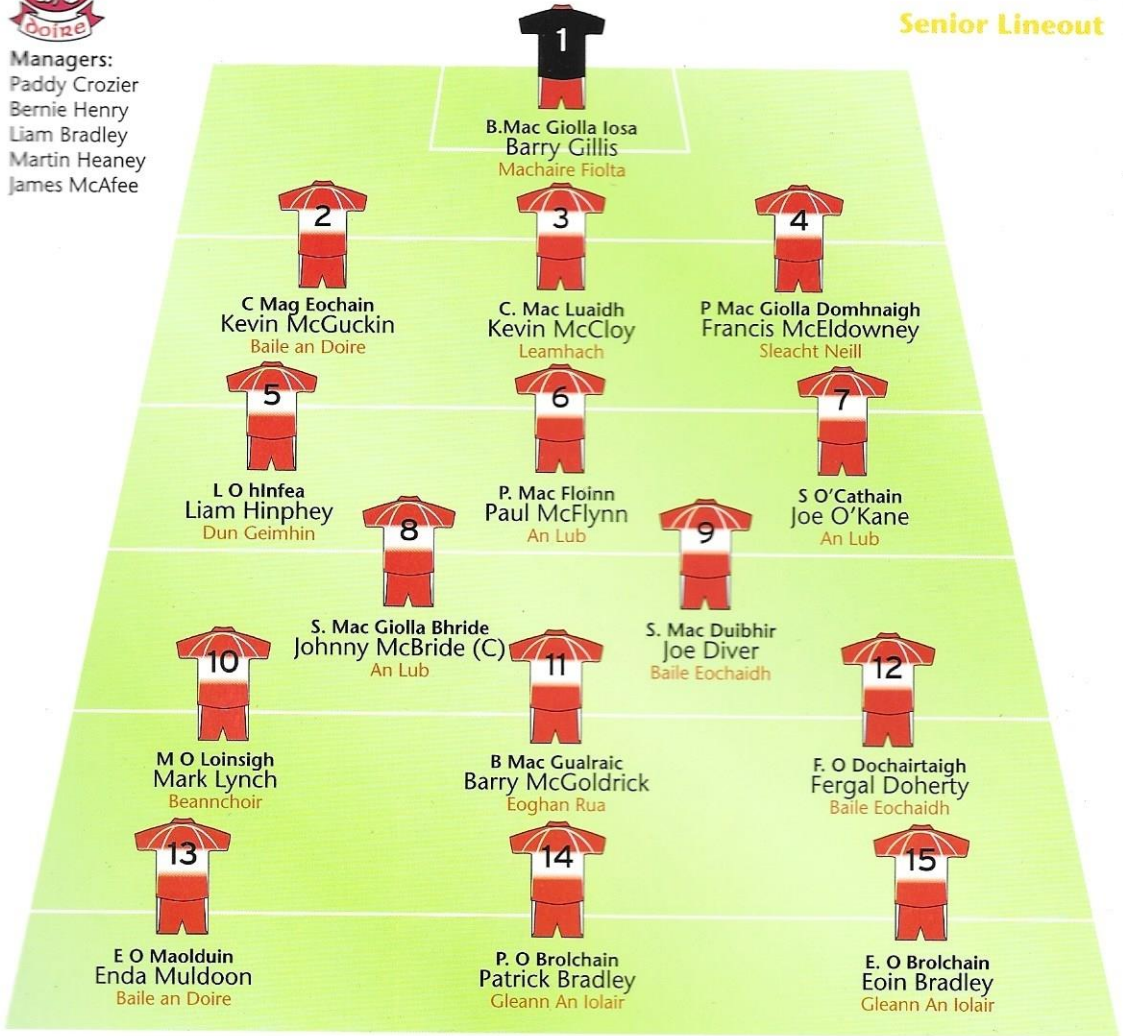 Doire
Senior Lineout
Managers:
Paddy Crozier
Bernie Henry
Liam Bradley
Martin Heaney
James McAfee
1
B.Mac Giolla Iosa
Barry Gillis
Machaire Fiolta
2
C Mag Eochain
Kevin McGuckin
Baile an Doire
3
C. Mac Luaidh
Kevin McCloy
Leamhach
4
P Mac Giolla Domhnaigh
Francis McEldowney
Sleacht Neill
5
L O hInfea
Liam Hinphey
Dun Geimhin
6
P. Mac Floinn
Paul McFlynn
An Lub
7
S O'Cathain
Joe O'Kane
An Lub
8
S. Mac Giolla Bhride
Johnny McBride (C)
An Lub
9
S. Mac Duibhir
Joe Diver
Baile Eochaidh
10
M O Loinsigh
Mark Lynch
Beannchoir
11
B Mac Gualraic
Barry McGoldrick
Eoghan Rua
12
F. O Dochairtaigh
Fergal Doherty
Baile Eochaidh
13
E O Maolduin
Enda Muldoon
Baile an Doire
14
P. O Brolchain
Patrick Bradley
Gleann An Iolair
15
E. O Brolchain
Eoin Bradley
Gleann An Iolair